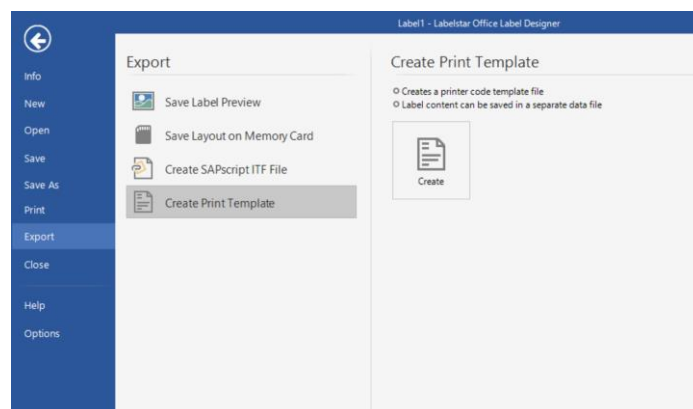 Label1 - Labelstar Office Label Designer
Info
New
Open
Save
Save As
Print
Export
Close
Help
Options
Export
Save Label Preview
Save Layout on Memory Card
Create SAPscript ITF File
Create Print Template
Create Print Template
Creates a printer code template file
Label content can be saved in a separate data file
Create